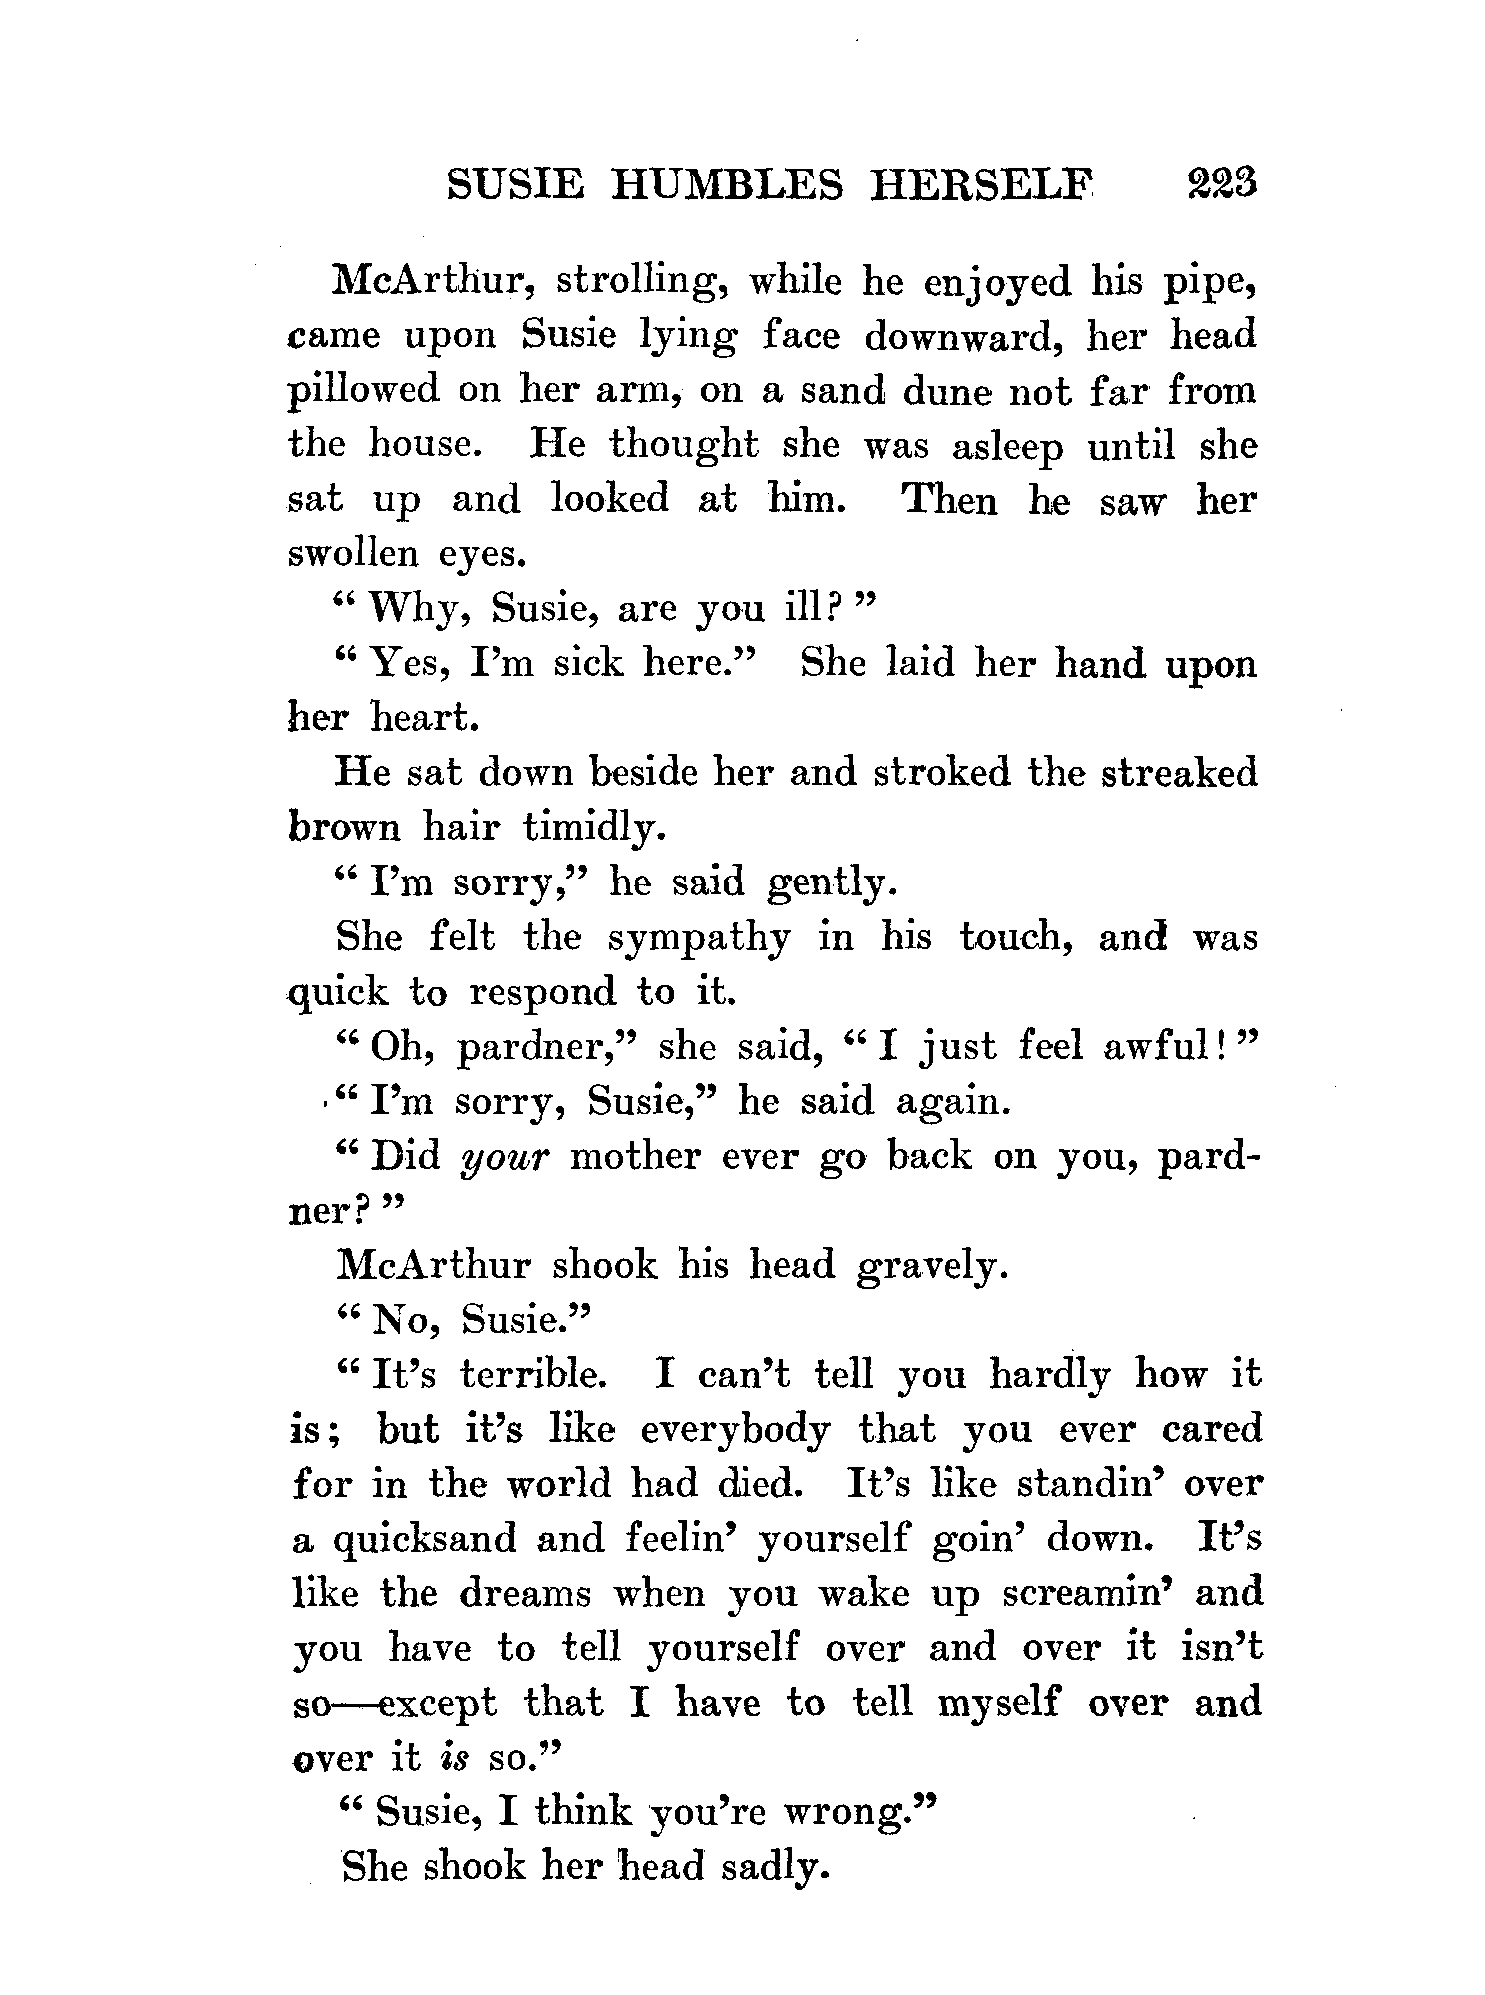 SUSIE HUMBLES HERSELF 223
McArthur, strolling, while he enjoyed his pipe,
came upon Susie lying face downward, her head
pillowed on her arm, on a sand dune not far from
the house. He thought she was asleep until she
sat up and looked at him. Then he saw her
swollen eyes.
“ Why, Susie, are you ill? ”
“ Yes, I’m sick here.” She laid her hand upon
her heart.
He sat down beside her and stroked the streaked
brown hair timidly.
“ I’m sorry,” he said gently.
She felt the sympathy in his touch, and was
quick to respond to it.
“ Oh, pardner,” she said, “ I just feel awful! ”
“ I’m sorry, Susie,” he said again.
“ Did your mother ever go back on you, pard-
ner? ”
McArthur shook his head gravely.
“ No, Susie.”
“ It’s terrible. I can’t tell you hardly how it
is; but it’s like everybody that you ever cared
for in the world had died. It’s like standin’ over
a quicksand and feelin’ yourself goin’ down. It’s
like the dreams when you wake up screamin’ and
you have to tell yourself over and over it isn’t
so—except that I have to tell myself over and
over it is so.”
“ Susie, I think you’re wrong.”
She shook her head sadly.